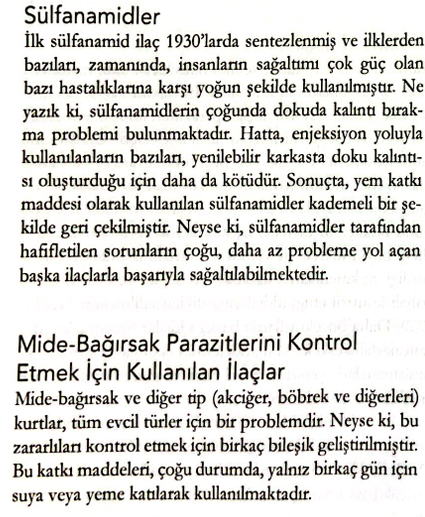 Sülfanamidler
İlk sülfanamid ilaç 1930'larda sentezlenmiş ve ilklerden
bazıları, zamanında, insanların sağaltımı çok güç olan
bazı hastalıklarına karşı yoğun şekilde kullanılmıştır. Ne
yazık ki, sülfanamidlerin çoğunda dokuda kalıntı bırak-
ma problemi bulunmaktadır. Hatta, enjeksiyon yoluyla
kullanılanların bazıları, yenilebilir karkasta doku kalıntı-
sı oluşturduğu için daha da kötüdür. Sonuçta, yem katkı
maddesi olarak kullanılan sülfanamidler kademeli bir şe-
kilde geri çekilmiştir. Neyse ki, sülfanamidler tarafından
hafifletilen sorunların çoğu, daha az probleme yol açan
başka ilaçlarla başarıyla sağaltılabilmektedir.
Mide-Bağırsak Parazitlerini Kontrol
Etmek İçin Kullanılan İlaçlar
Mide-bağırsak ve diğer tip (akciğer, böbrek ve diğerleri)
kurtlar, tüm evcil türler için bir problemdir. Neyse ki, bu
zararlıları kontrol etmek için birkaç bileşik geliştirilmiştir.
Bu katkı maddeleri, çoğu durumda, yalnız birkaç gün için
suya veya yeme katılarak kullanılmaktadır.